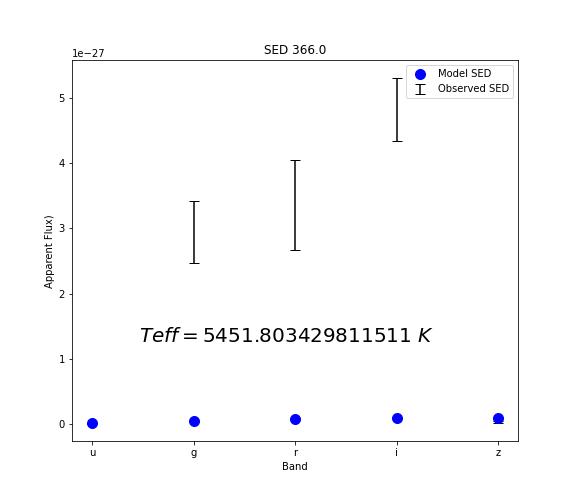 SED 366.0
1e−27
Model SED
Observed SED
5
4
3
2
1
0
Apparent Flux)
Teff = 5451.803429811511 K
u g r i z
Band